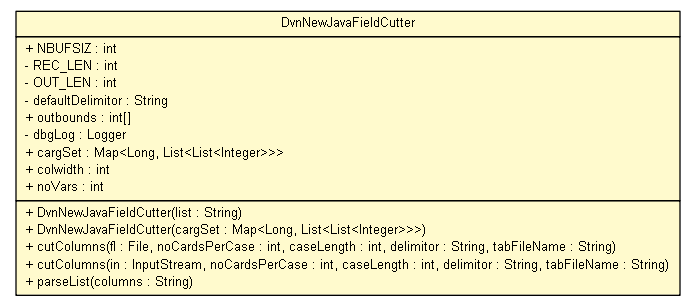 DvnNewJavaFieldCutter
+ NBUFSIZ : int
- REC_LEN : int
- OUT_LEN : int
- defaultDelimitor : String
+ outbounds : int[]
- dbgLog : Logger
+ cargSet : Map<Long, List<List<Integer>>>
+ colwidth : int
+ noVars : int
+ DvnNewJavaFieldCutter(list : String)
+ DvnNewJavaFieldCutter(cargSet : Map<Long, List<List<Integer>>>)
+ cutColumns(fl : File, noCardsPerCase : int, caseLength : int, delimitor : String, tabFileName : String)
+ cutColumns(in : InputStream, noCardsPerCase : int, caseLength : int, delimitor : String, tabFileName : String)
+ parseList(columns : String)